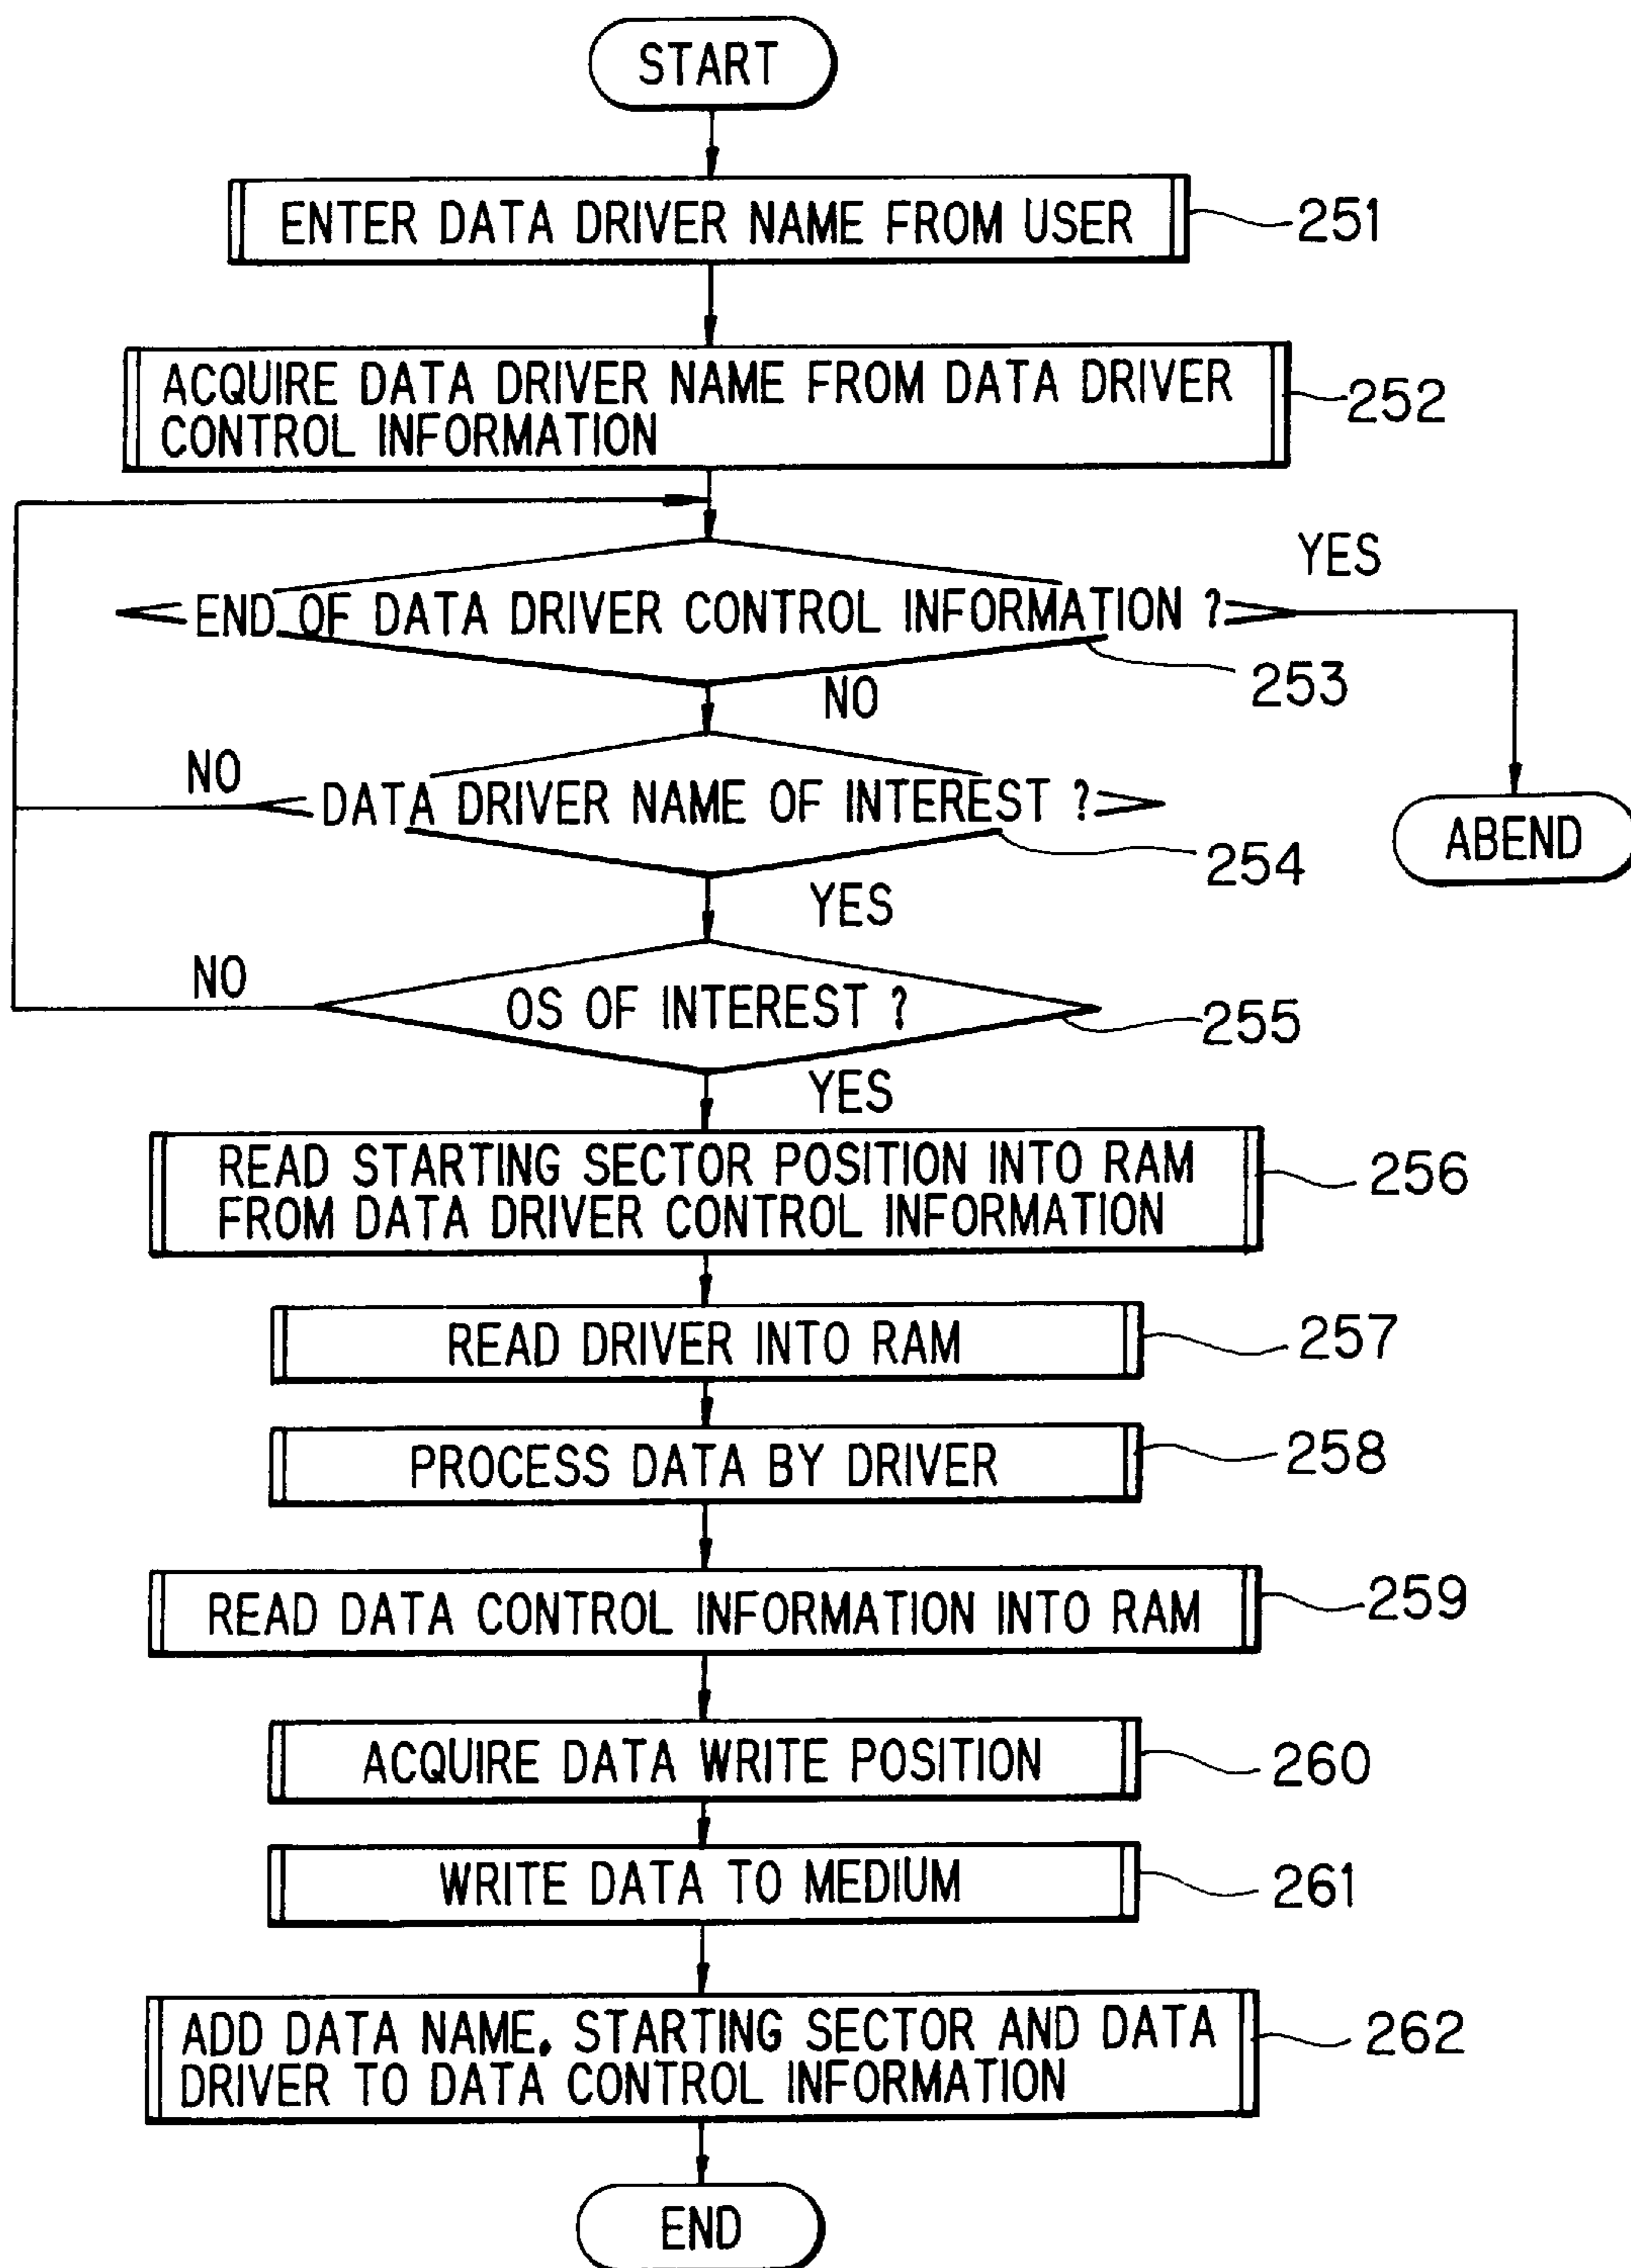 START
ENTER DATA DRIVER NAME FROM USER
251
ACQUIRE DATA DRIVER NAME FROM DATA DRIVER
CONTROL INFORMATION
252
YES
END OF DATA DRIVER CONTROL INFORMATION ?
253
NO
NO
DATA DRIVER NAME OF INTEREST ?
254
ABEND
YES
NO
OS OF INTEREST ?
255
YES
READ STARTING SECTOR POSITION INTO RAM
FROM DATA DRIVER CONTROL INFORMATION
256
READ DRIVER INTO RAM
257
PROCESS DATA BY DRIVER
258
READ DATA CONTROL INFORMATION INTO RAM
259
ACQUIRE DATA WRITE POSITION
260
WRITE DATA TO MEDIUM
261
ADD DATA NAME. STARTING SECTOR AND DATA
DRIVER TO DATA CONTROL INFORMATION
262
END